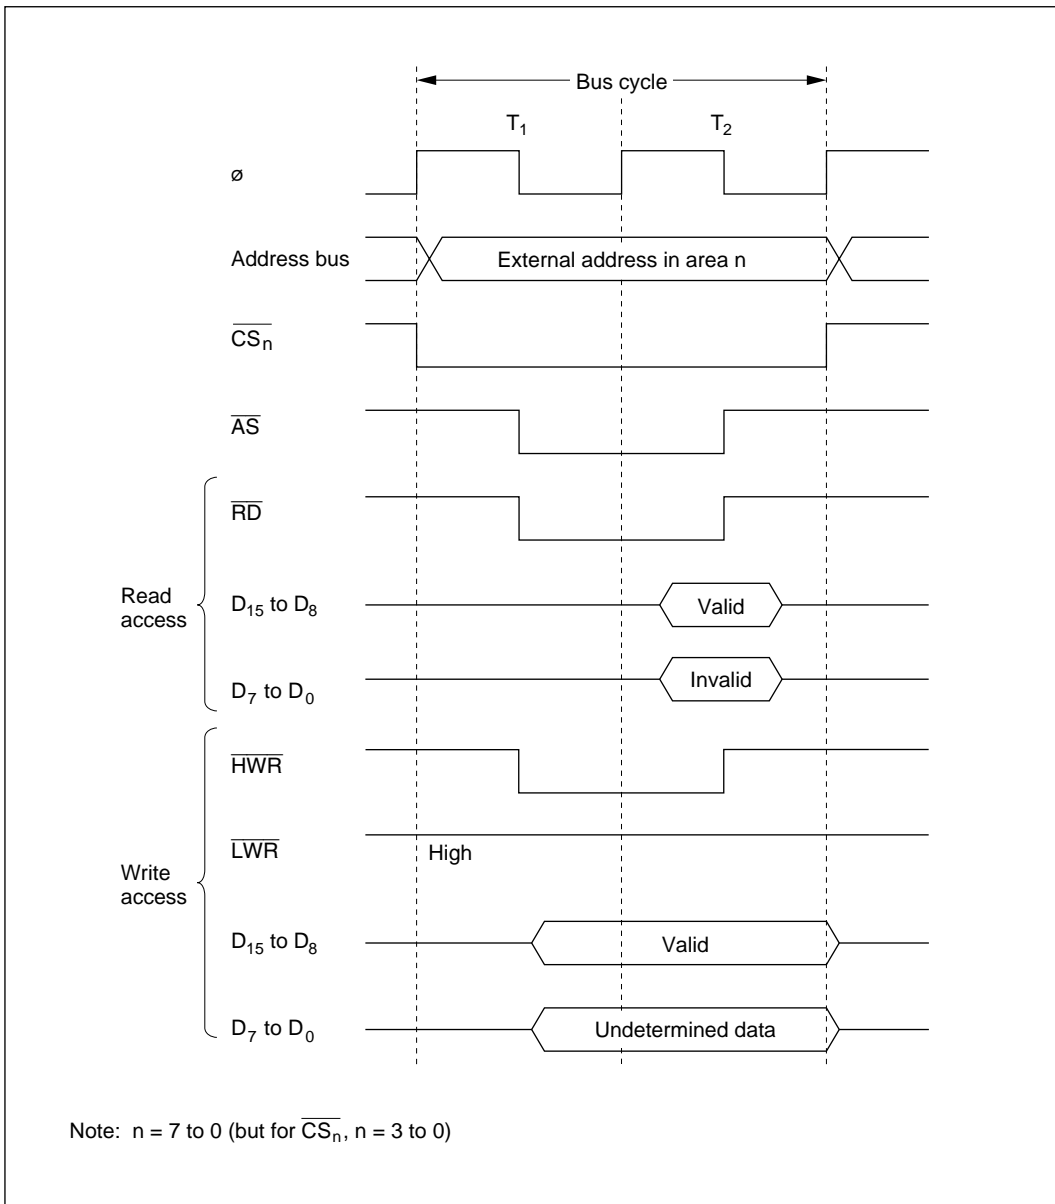 Bus cycle
T1 T2
ø
Address bus External address in area n
CSn
AS
RD
Read access
D15 to D8 Valid
D7 to D0 Invalid
HWR
LWR High
Write access
D15 to D8 Valid
D7 to D0 Undetermined data
Note: n = 7 to 0 (but for CSn, n = 3 to 0)